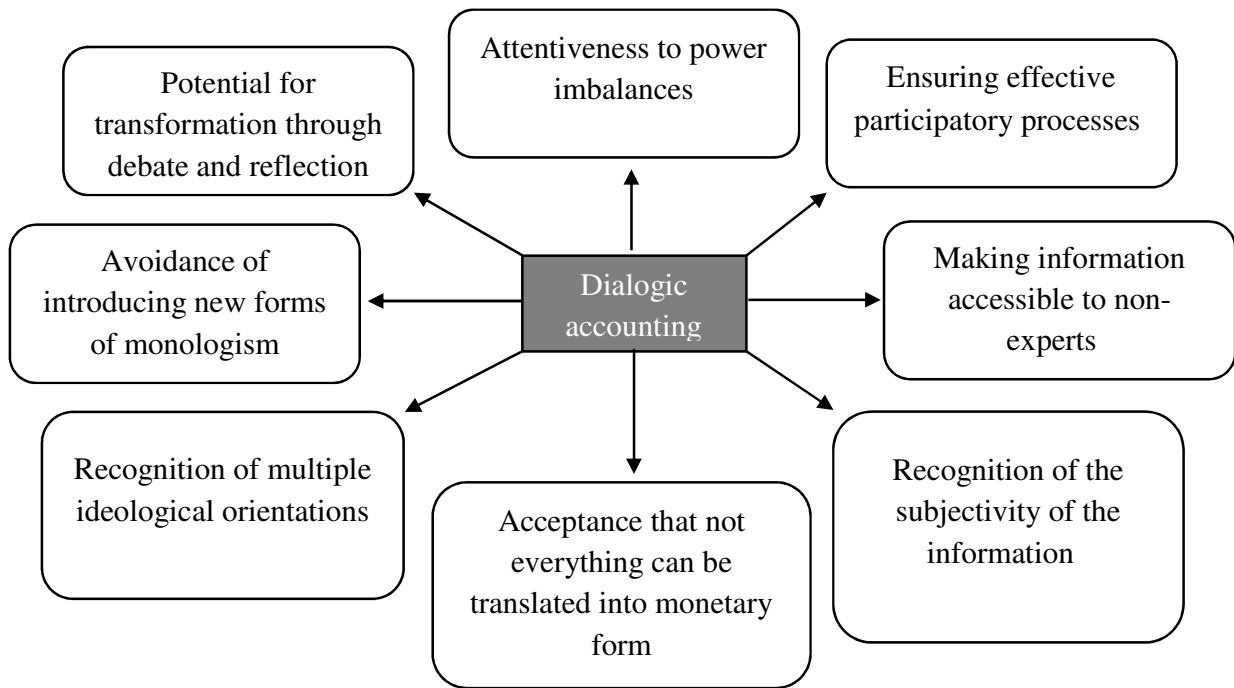 Attentiveness to power
imbalances
Potential for
transformation through
debate and reflection
Ensuring effective
participatory processes
Avoidance of
introducing new forms
of monologism
Dialogic
accounting
Making information
accessible to non-
experts
Recognition of multiple
ideological orientations
Acceptance that not
everything can be
translated into monetary
form
Recognition of the
subjectivity of the
information